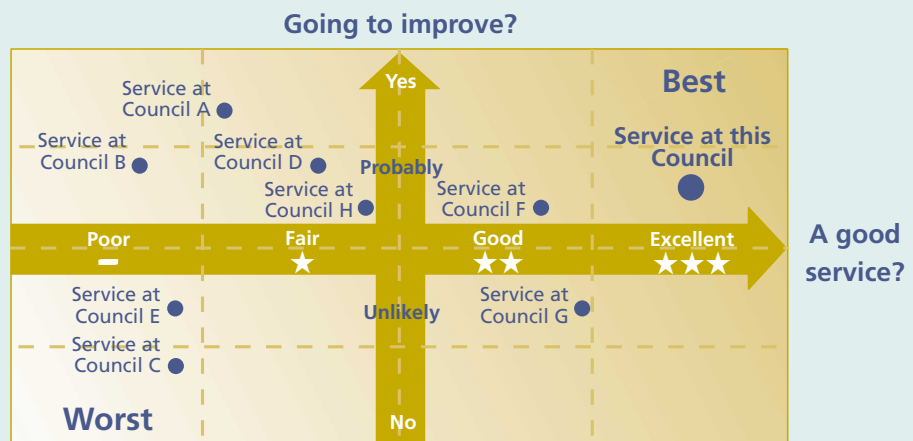 Going to improve?
Yes
Best
Service at
Council A
Service at
Council B
Service at
Council D
Probably
Service at this
Council
Service at
Council H
Service at
Council F
Poor
Fair
Good
Excellent
A good
service?
Service at
Council E
Unlikely
Service at
Council G
Service at
Council C
Worst
No